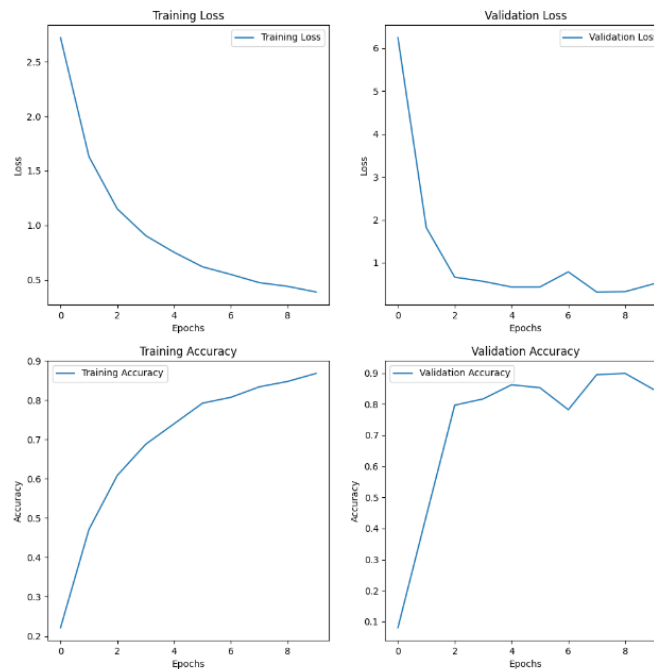 Training Loss
Training Loss
2.5
2.0
1.5
1.0
0.5
Loss
0 2 4 6 8
Epochs
Validation Loss
Validation Loss
6
5
4
3
2
1
Loss
0 2 4 6 8
Epochs
Training Accuracy
Training Accuracy
0.9
0.8
0.7
0.6
0.5
0.4
0.3
0.2
Accuracy
0 2 4 6 8
Epochs
Validation Accuracy
Validation Accuracy
0.9
0.8
0.7
0.6
0.5
0.4
0.3
0.2
0.1
Accuracy
0 2 4 6 8
Epochs